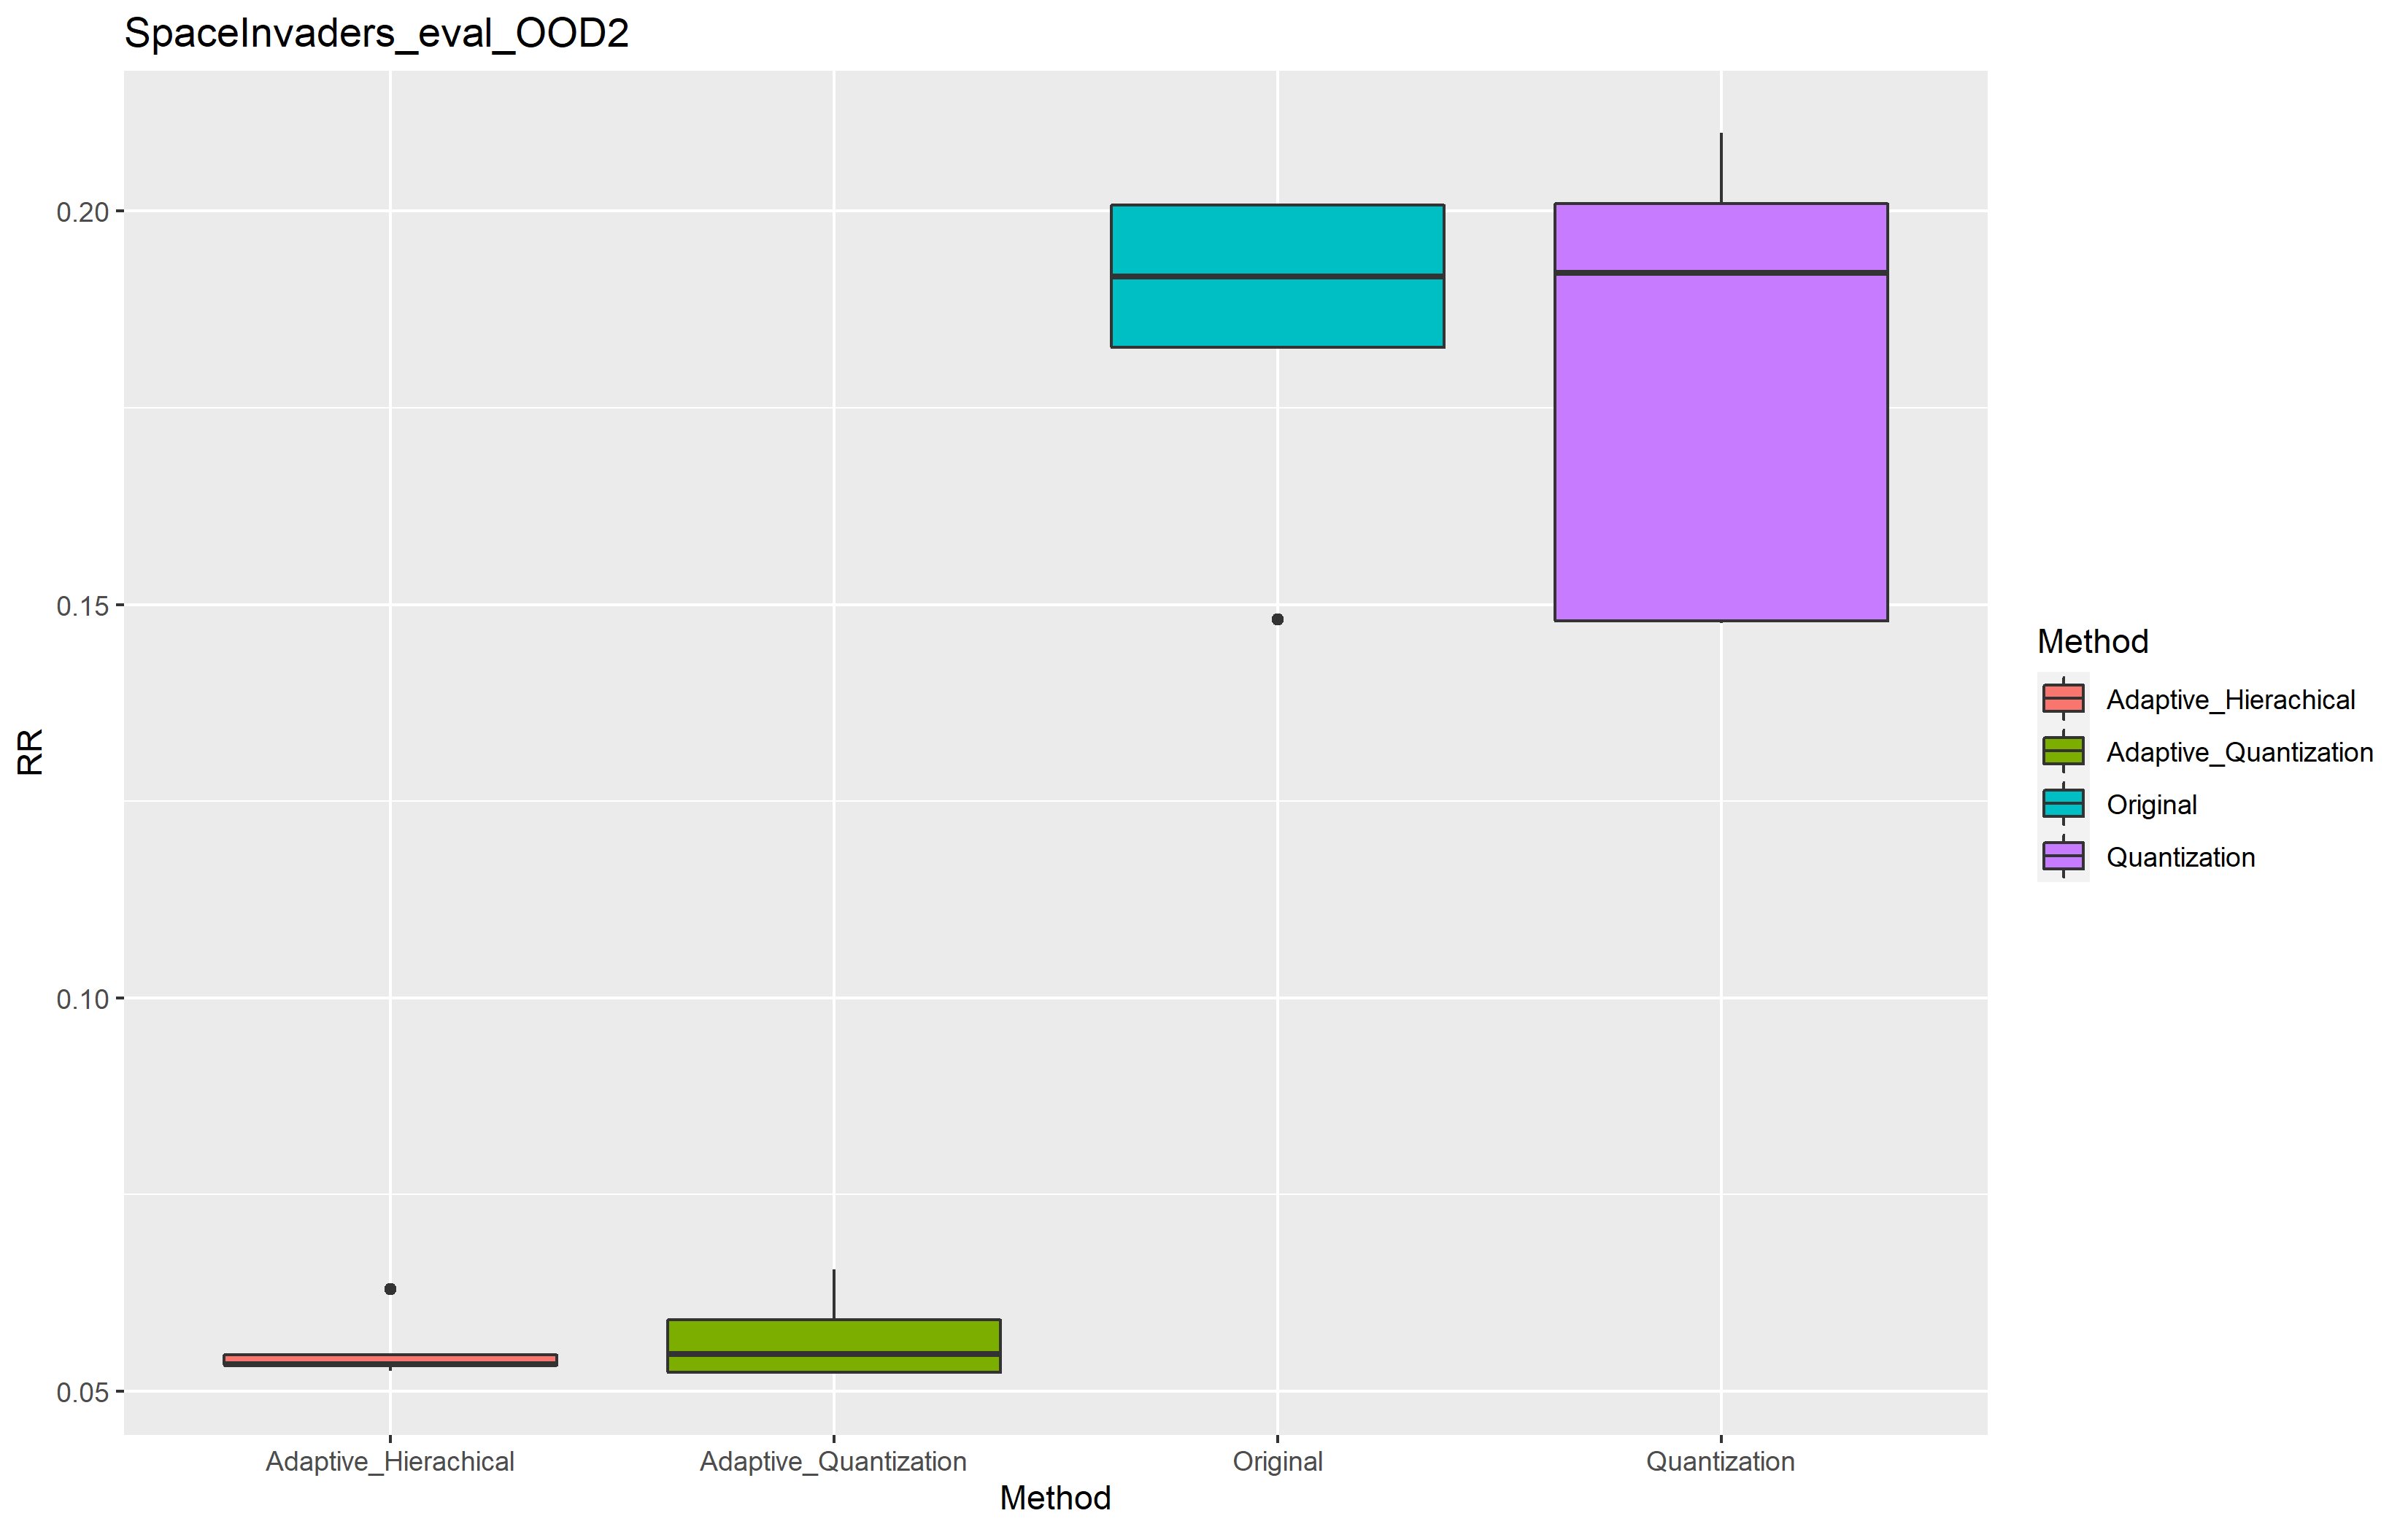 SpaceInvaders_eval_OOD2
0.20
0.15
0.10
0.05
RR
Adaptive_Hierachical
Adaptive_Quantization
Original
Quantization
Method
Method
Adaptive_Hierachical
Adaptive_Quantization
Original
Quantization